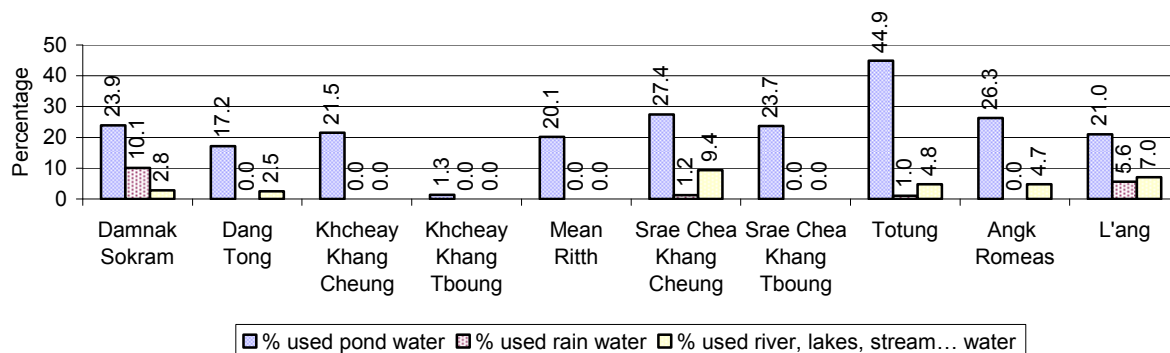 Percentage
50
40
30
20
10
0
23.9 10.1 2.8
17.2 0.0 2.5
21.5 0.0 0.0
1.3 0.0 0.0
20.1 0.0 0.0
27.4 1.2 9.4
23.7 0.0 0.0
44.9 1.0 4.8
26.3 0.0 4.7
21.0 5.6 7.0
Damnak
Sokram
Dang
Tong
Khcheay
Khang
Cheung
Khcheay
Khang
Tboung
Mean
Ritth
Srae Chea
Khang
Cheung
Srae Chea
Khang
Tboung
Totung
Angk
Romeas
L'ang
% used pond water % used rain water % used river, lakes, stream… water